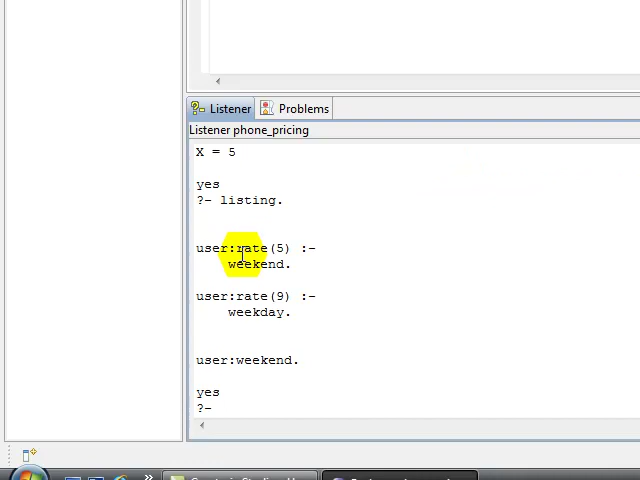 Listener
Problems
Listener phone_pricing
X = 5
yes
?- listing.
user:rate(5) :-
weekend.
user:rate(9) :-
weekday.
user:weekend.
yes
?-